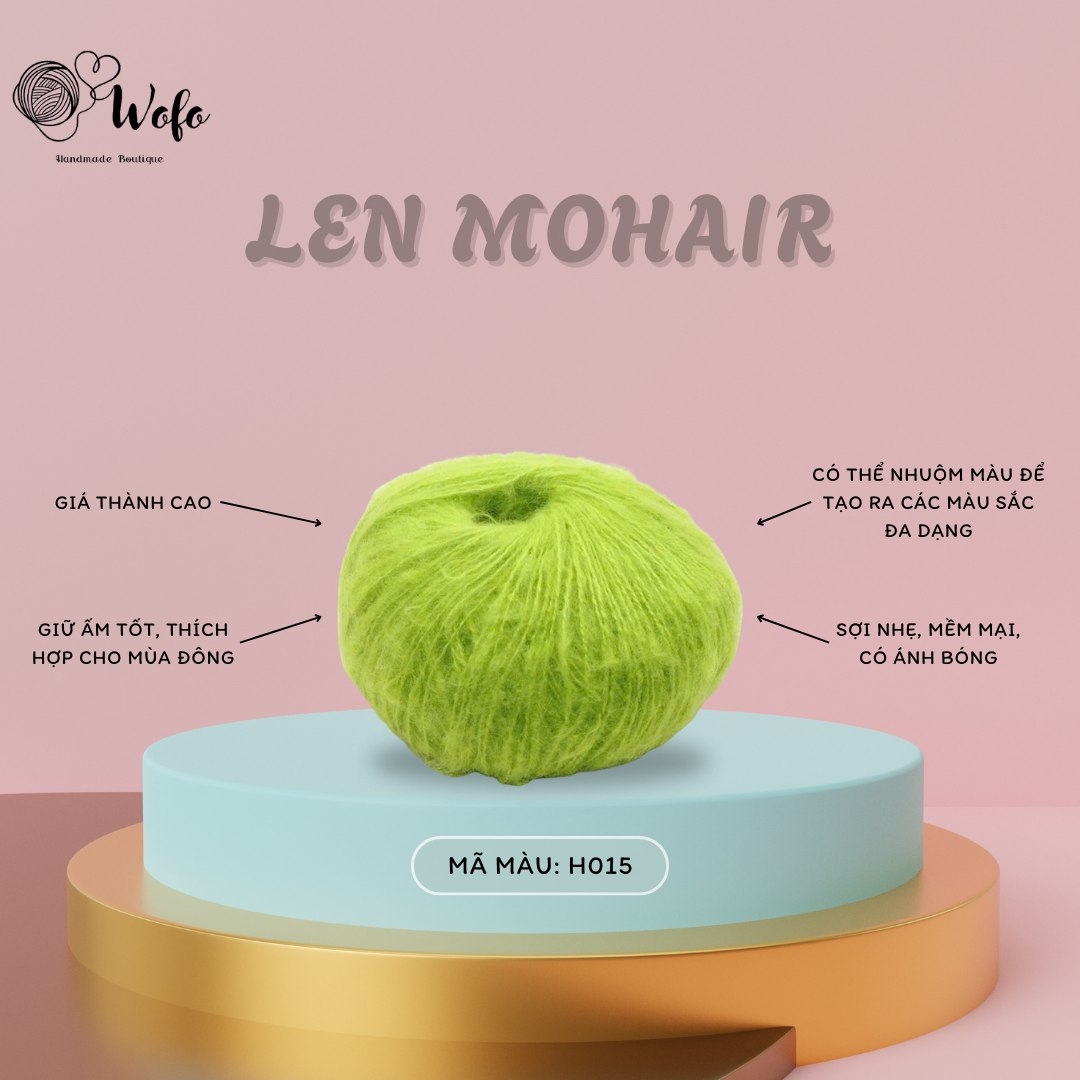 Wofo
Handmade Boutique
LEN MOHAIR
GIÁ THÀNH CAO
CÓ THỂ NHUỘM MÀU ĐỂ
TẠO RA CÁC MÀU SẮC
ĐA DẠNG
GIỮ ẤM TỐT, THÍCH
HỢP CHO MÙA ĐÔNG
SỢI NHẸ, MỀM MẠI,
CÓ ÁNH BÓNG
MÃ MÀU: H015